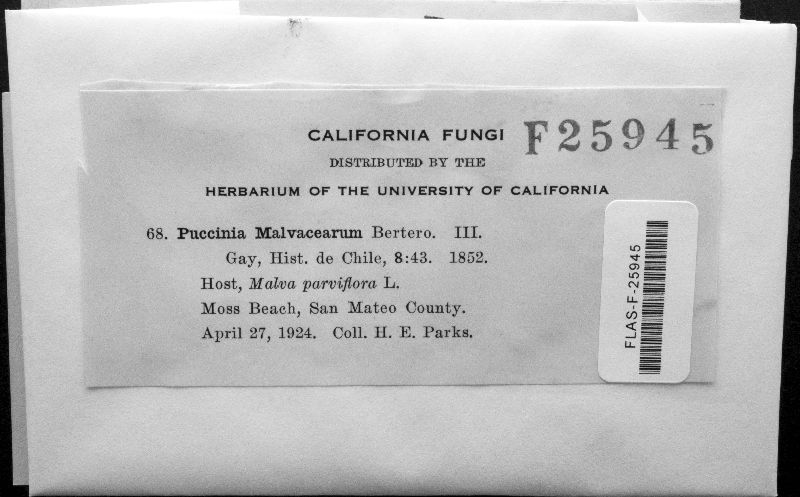 CALIFORNIA FUNGI
F25945
DISTRIBUTED BY THE
HERBARIUM OF THE UNIVERSITY OF CALIFORNIA
68. Puccinia Malvacearum Bertero. III.
Gay, Hist. de Chile, 8:43. 1852.
Host, Malva parviflora L.
Moss Beach, San Mateo County.
April 27, 1924. Coll. H. E. Parks.
FLAS-F-25945